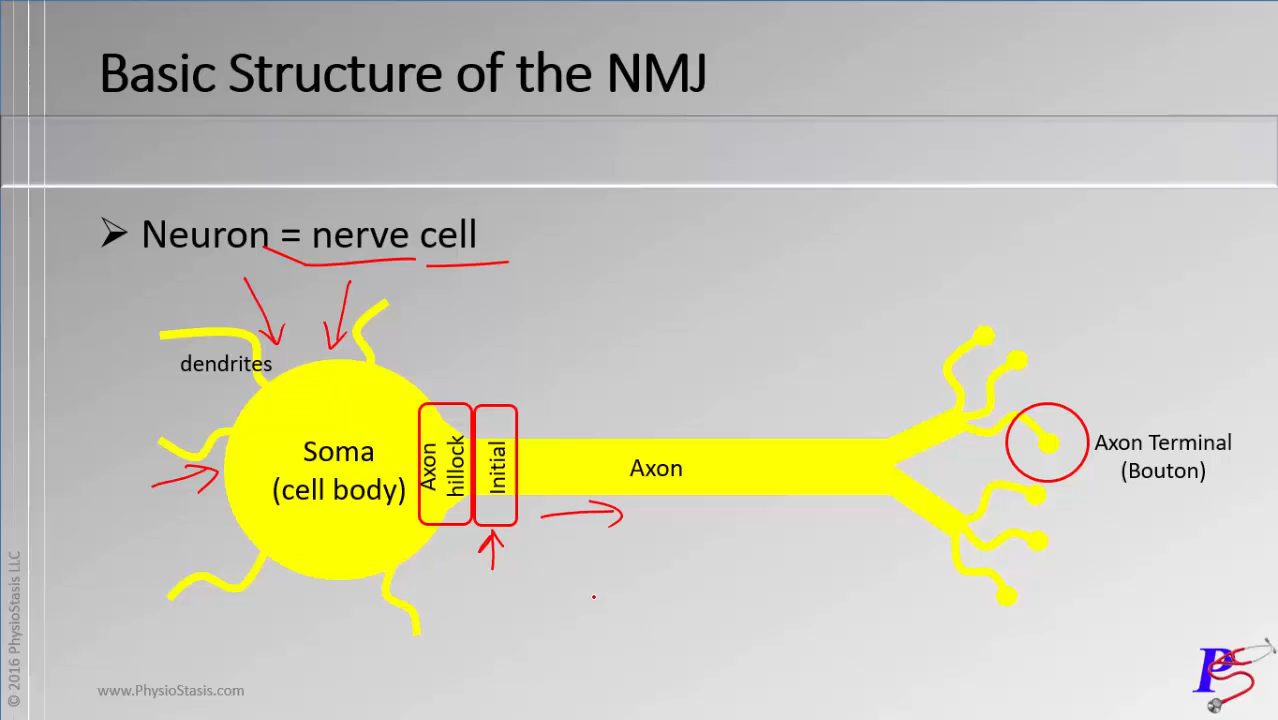 Basic Structure of the NMJ
➢ Neuron = nerve cell
dendrites
Soma
(cell body)
Axon
hillock
Initial
Axon
Axon Terminal
(Bouton)
© 2016 PhysioStasis LLC
www.PhysioStasis.com
PS